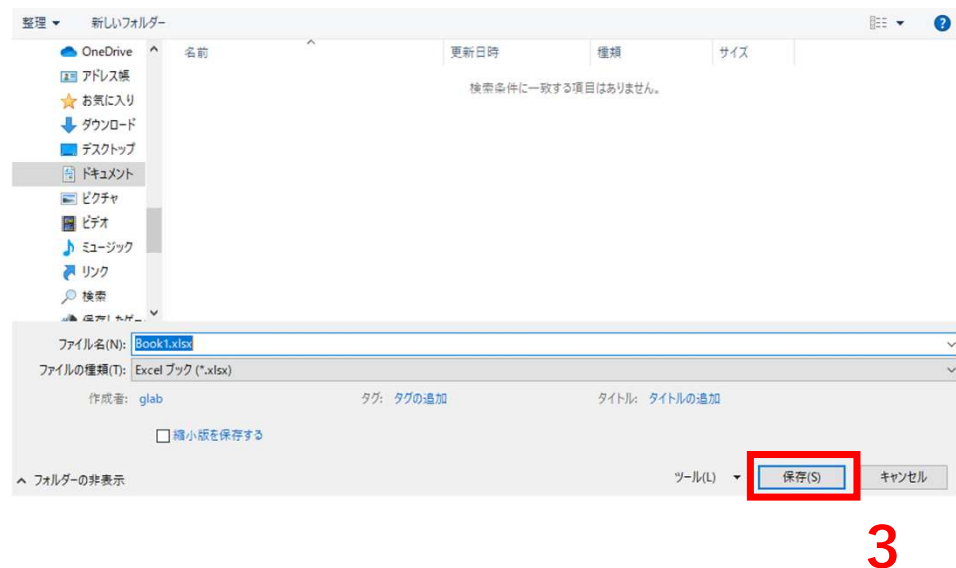 整理 新しいフォルダー
OneDrive
名前 更新日時 種類 サイズ
アドレス帳
検索条件に一致する項目はありません。
お気に入り
ダウンロード
デスクトップ
ドキュメント
ピクチャ
ビデオ
ミュージック
リンク
検索
保存したゲー
ファイル名(N): Book1.xlsx
ファイルの種類(T): Excel ブック (*.xlsx)
作成者: glab タグ: タグの追加 タイトル: タイトルの追加
縮小版を保存する
フォルダーの非表示 ツール(L) 保存(S) キャンセル
3